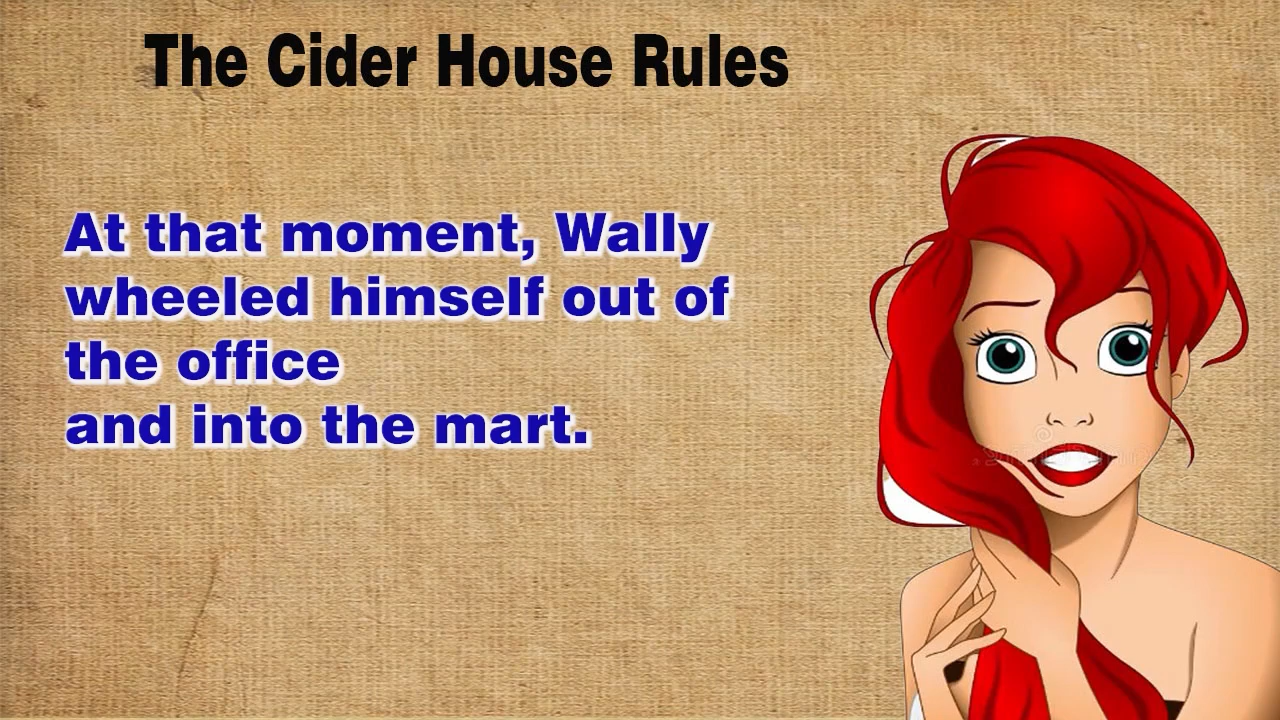 The Cider House Rules
At that moment, Wally
wheeled himself out of
the office
and into the mart.